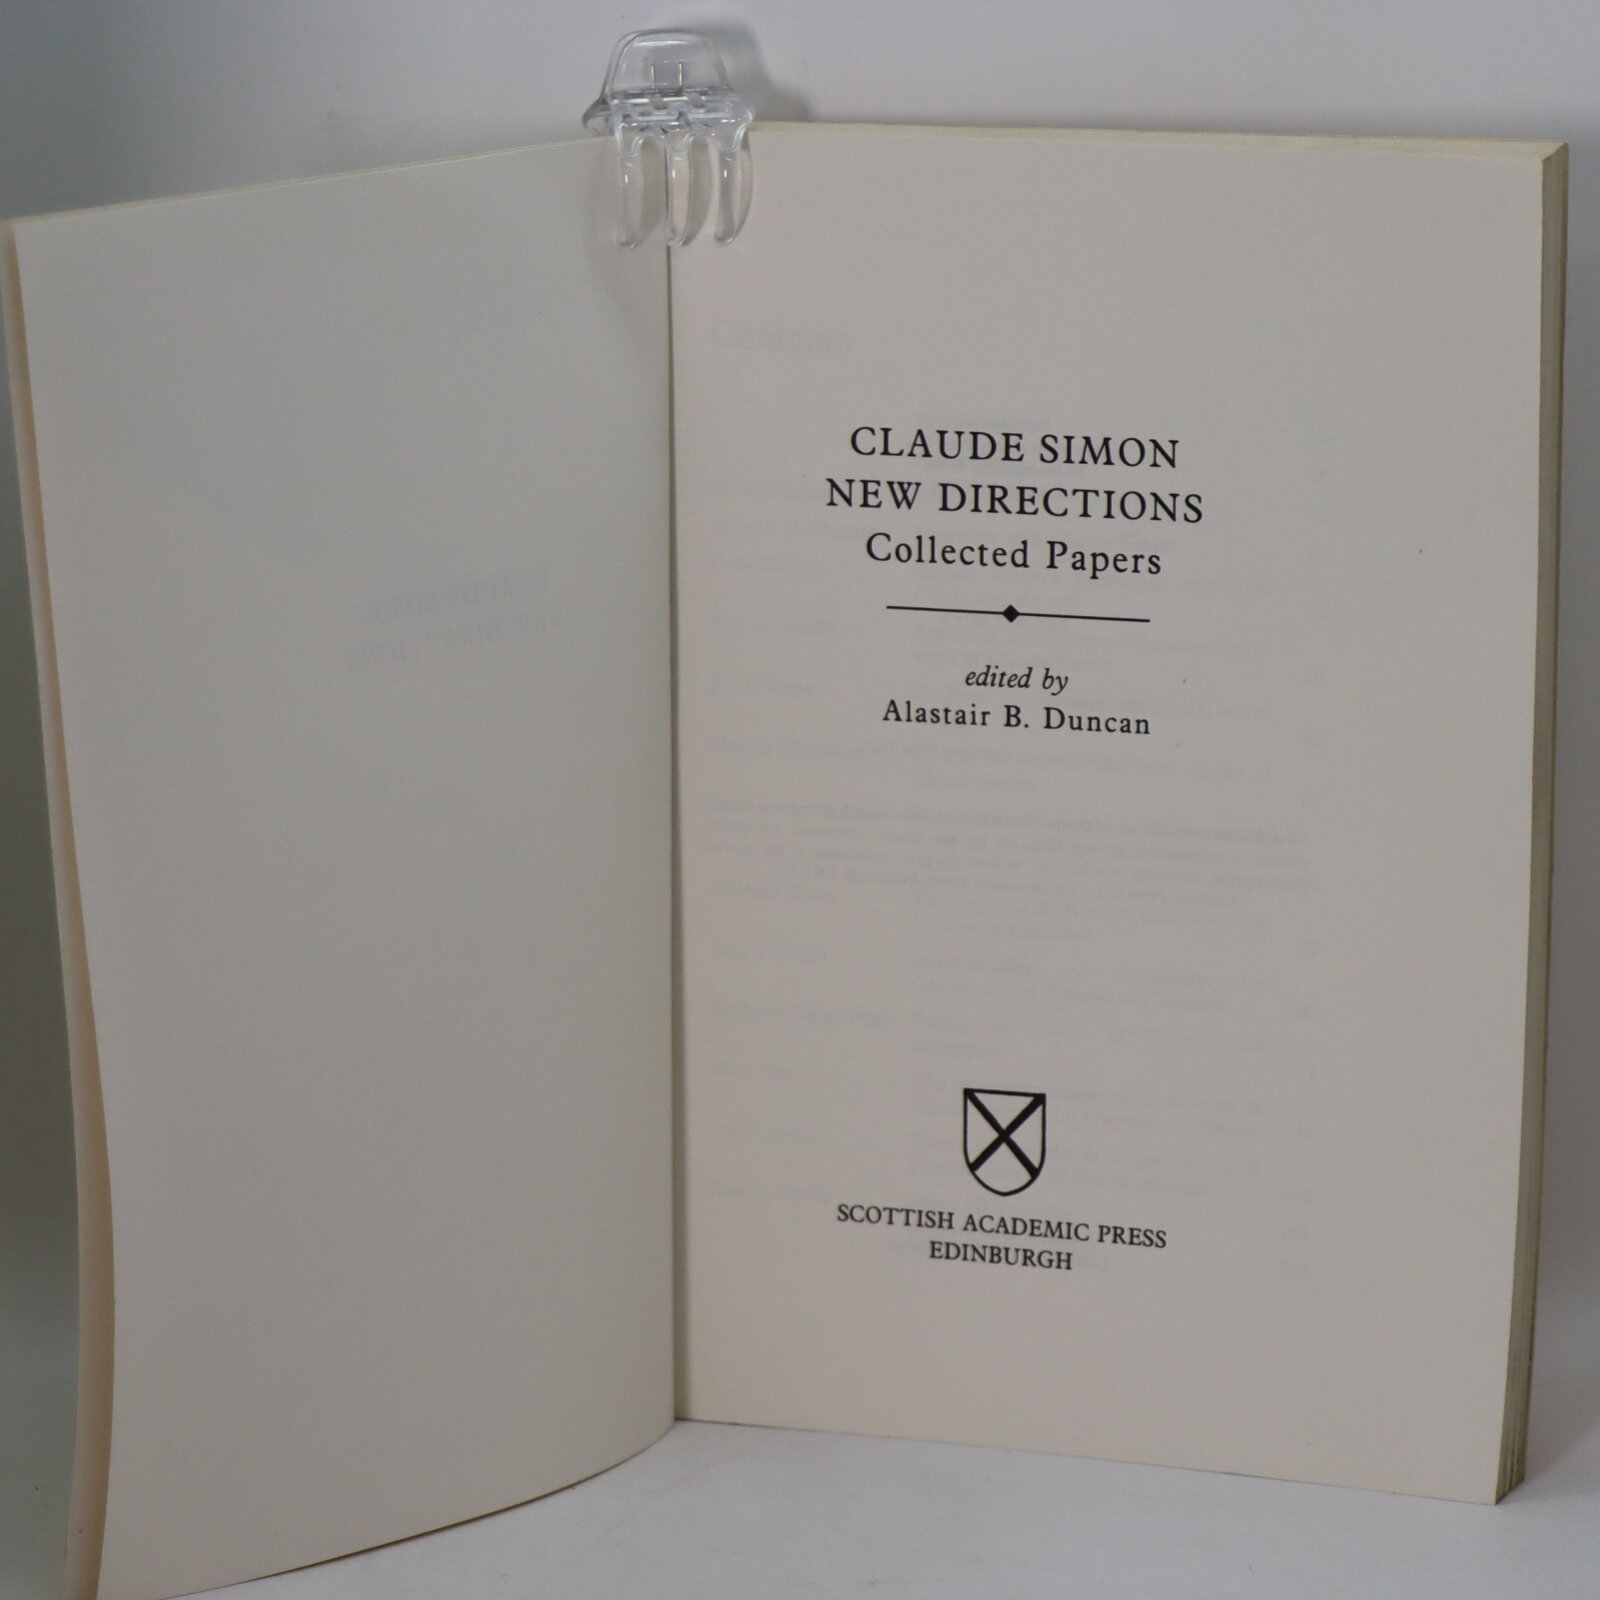 CLAUDE SIMON
NEW DIRECTIONS
Collected Papers
edited by
Alastair B. Duncan
SCOTTISH ACADEMIC PRESS
EDINBURGH